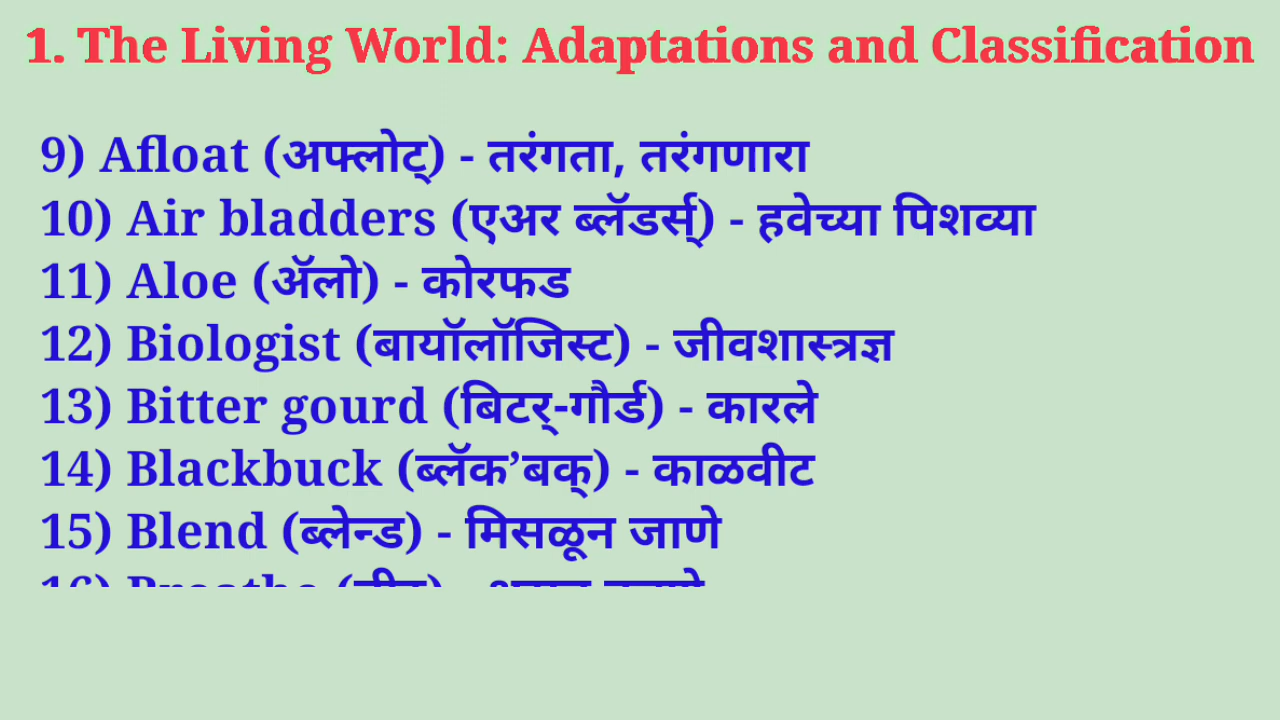 1. The Living World: Adaptations and Classification
9) Afloat (अफ्लोट्) - तरंगता, तरंगणारा
10) Air bladders (एअर ब्लॅडर्स्) - हवेच्या पिशव्या
11) Aloe (ॲलो) - कोरफड
12) Biologist (बायॉलॉजिस्ट) - जीवशास्त्रज्ञ
13) Bitter gourd (बिटर्-गौर्ड) - कारले
14) Blackbuck (ब्लॅक’बक्) - काळवीट
15) Blend (ब्लेन्ड) - मिसळून जाणे
16) Breathe